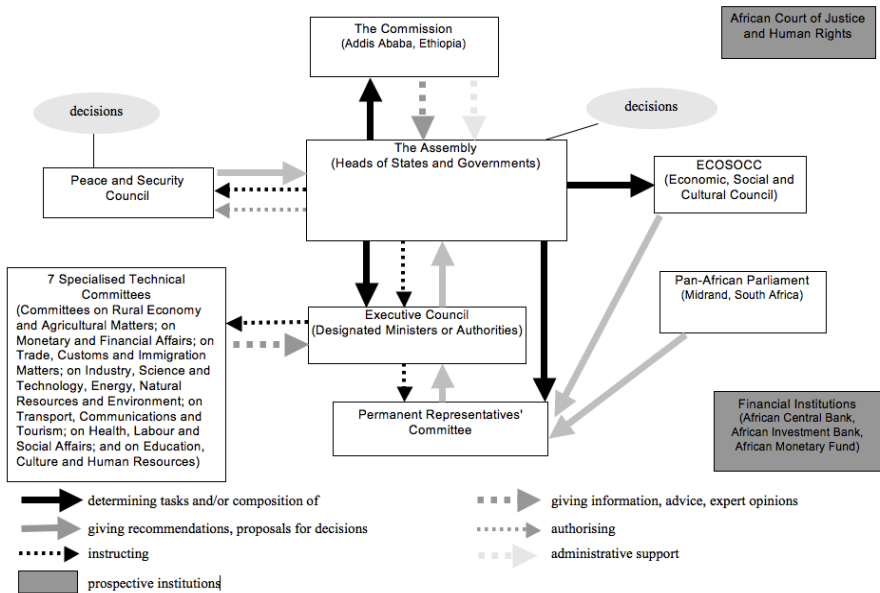 The Commission
(Addis Ababa, Ethiopia)
African Court of Justice
and Human Rights
decisions
decisions
The Assembly
(Heads of States and Governments)
Peace and Security
Council
ECOSOCC
(Economic, Social and
Cultural Council)
7 Specialised Technical
Committees
(Committees on Rural Economy
and Agricultural Matters; on
Monetary and Financial Affairs; on
Trade, Customs and Immigration
Matters; on Industry, Science and
Technology, Energy, Natural
Resources and Environment; on
Transport, Communications and
Tourism; on Health, Labour and
Social Affairs; and on Education,
Culture and Human Resources)
Executive Council
(Designated Ministers or Authorities)
Pan-African Parliament
(Midrand, South Africa)
Permanent Representatives'
Committee
Financial Institutions
(African Central Bank,
African Investment Bank,
African Monetary Fund)
determining tasks and/or composition of
giving recommendations, proposals for decisions
instructing
prospective institutions
giving information, advice, expert opinions
authorising
administrative support